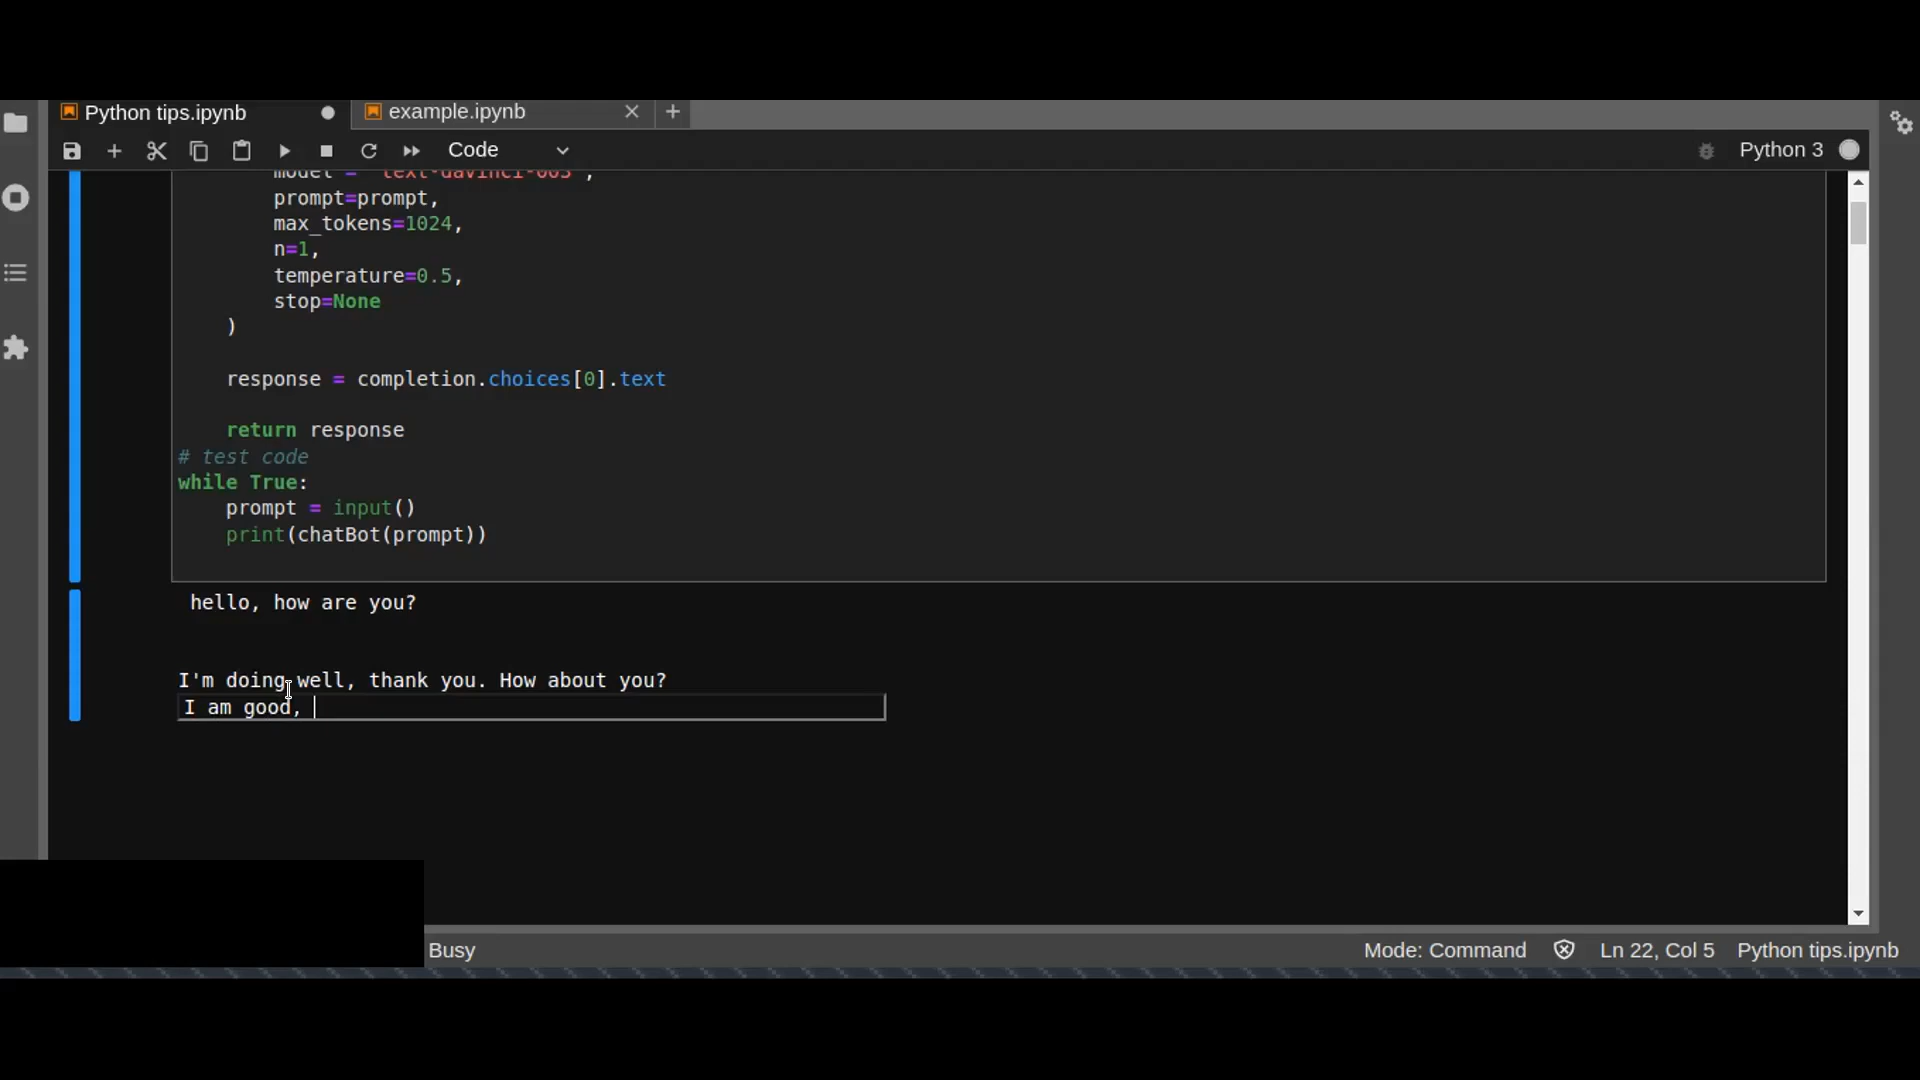 Python tips.ipynb example.ipynb
Code Python 3
model = "text-davinci-003",
prompt=prompt,
max_tokens=1024,
n=1,
temperature=0.5,
stop=None
)
response = completion.choices[0].text
return response
# test code
while True:
prompt = input()
print(chatBot(prompt))
hello, how are you?
I'm doing well, thank you. How about you?
I am good,
Busy Mode: Command Ln 22, Col 5 Python tips.ipynb